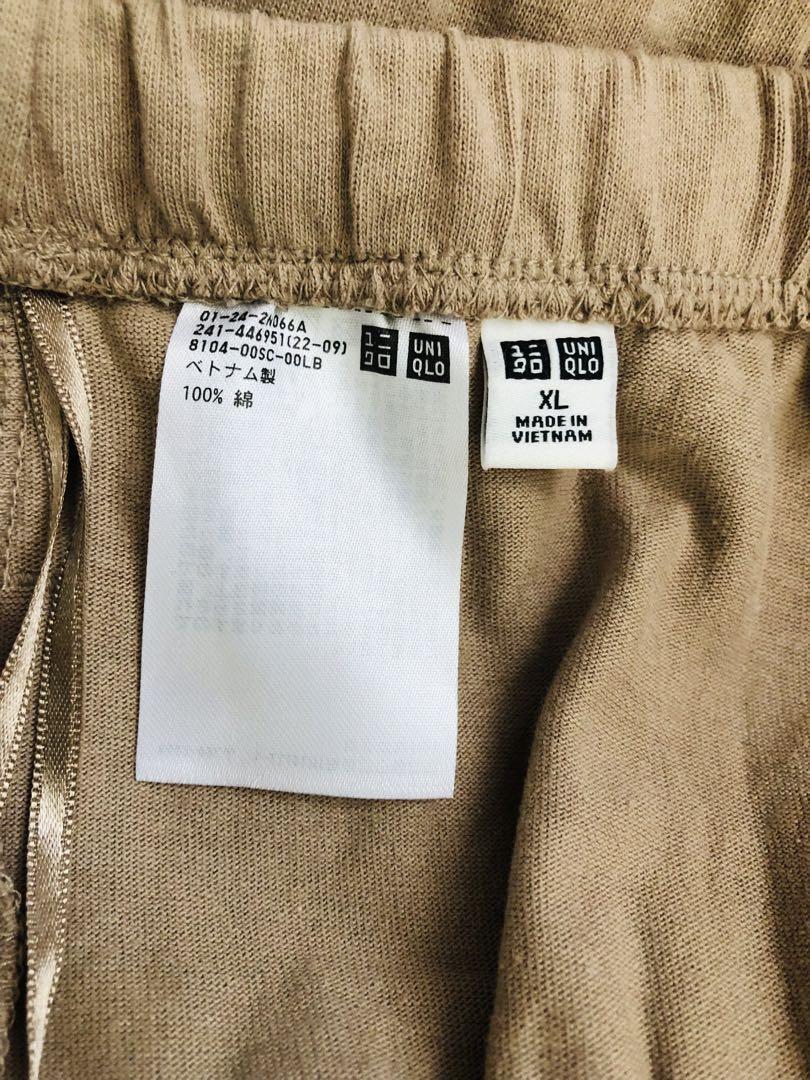 01-24-2A066A
241-446951(22-09)
8104-00SC-00LB
ベトナム製
100% 綿
ユニ
クロ
UNI
QLO
ユニ
クロ
UNI
QLO
XL
MADE IN
VIETNAM